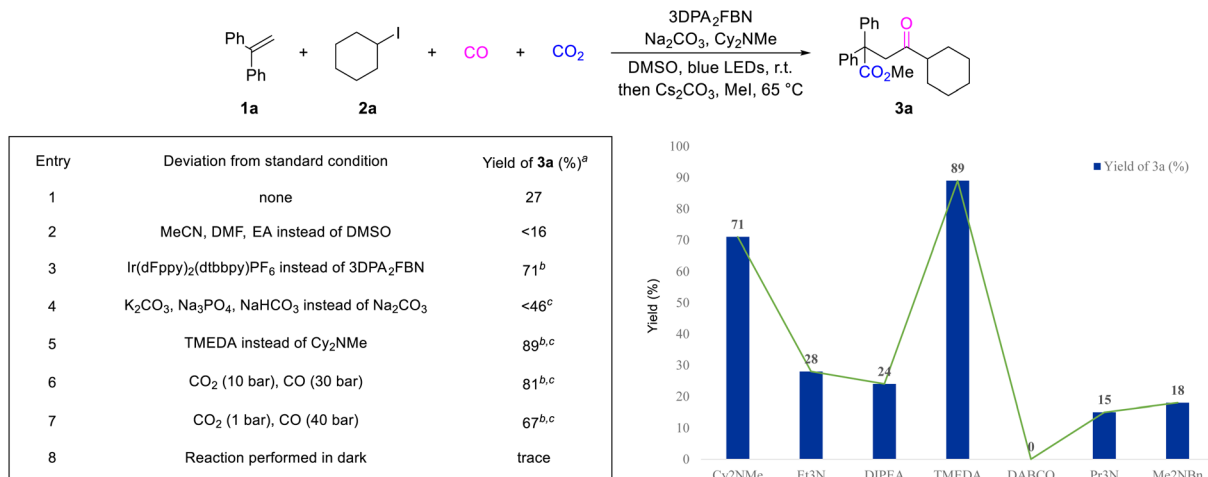 Ph
Ph
1a
+
I
2a
+
CO
+
CO₂
3DPA₂FBN
Na₂CO₃, Cy₂NMe
DMSO, blue LEDs, r.t.
then Cs₂CO₃, MeI, 65 °C
Ph
O
Ph
CO₂Me
3a
Entry Deviation from standard condition Yield of 3a (%)ᵃ
1 none 27
2 MeCN, DMF, EA instead of DMSO <16
3 Ir(dFppy)₂(dtbbpy)PF₆ instead of 3DPA₂FBN 71ᵇ
4 K₂CO₃, Na₃PO₄, NaHCO₃ instead of Na₂CO₃ <46ᶜ
5 TMEDA instead of Cy₂NMe 89ᵇ,ᶜ
6 CO₂ (10 bar), CO (30 bar) 81ᵇ,ᶜ
7 CO₂ (1 bar), CO (40 bar) 67ᵇ,ᶜ
8 Reaction performed in dark trace
Yield of 3a (%)
Yield (%)
100
90
80
70
60
50
40
30
20
10
0
71
28
24
89
0
15
18
Cy2NMe Et3N DIPEA TMEDA DABCO Pr3N Me2NBn